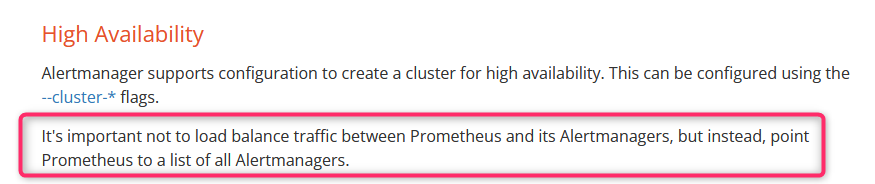 High Availability
Alertmanager supports configuration to create a cluster for high availability. This can be configured using the
--cluster-* flags.
It's important not to load balance traffic between Prometheus and its Alertmanagers, but instead, point
Prometheus to a list of all Alertmanagers.